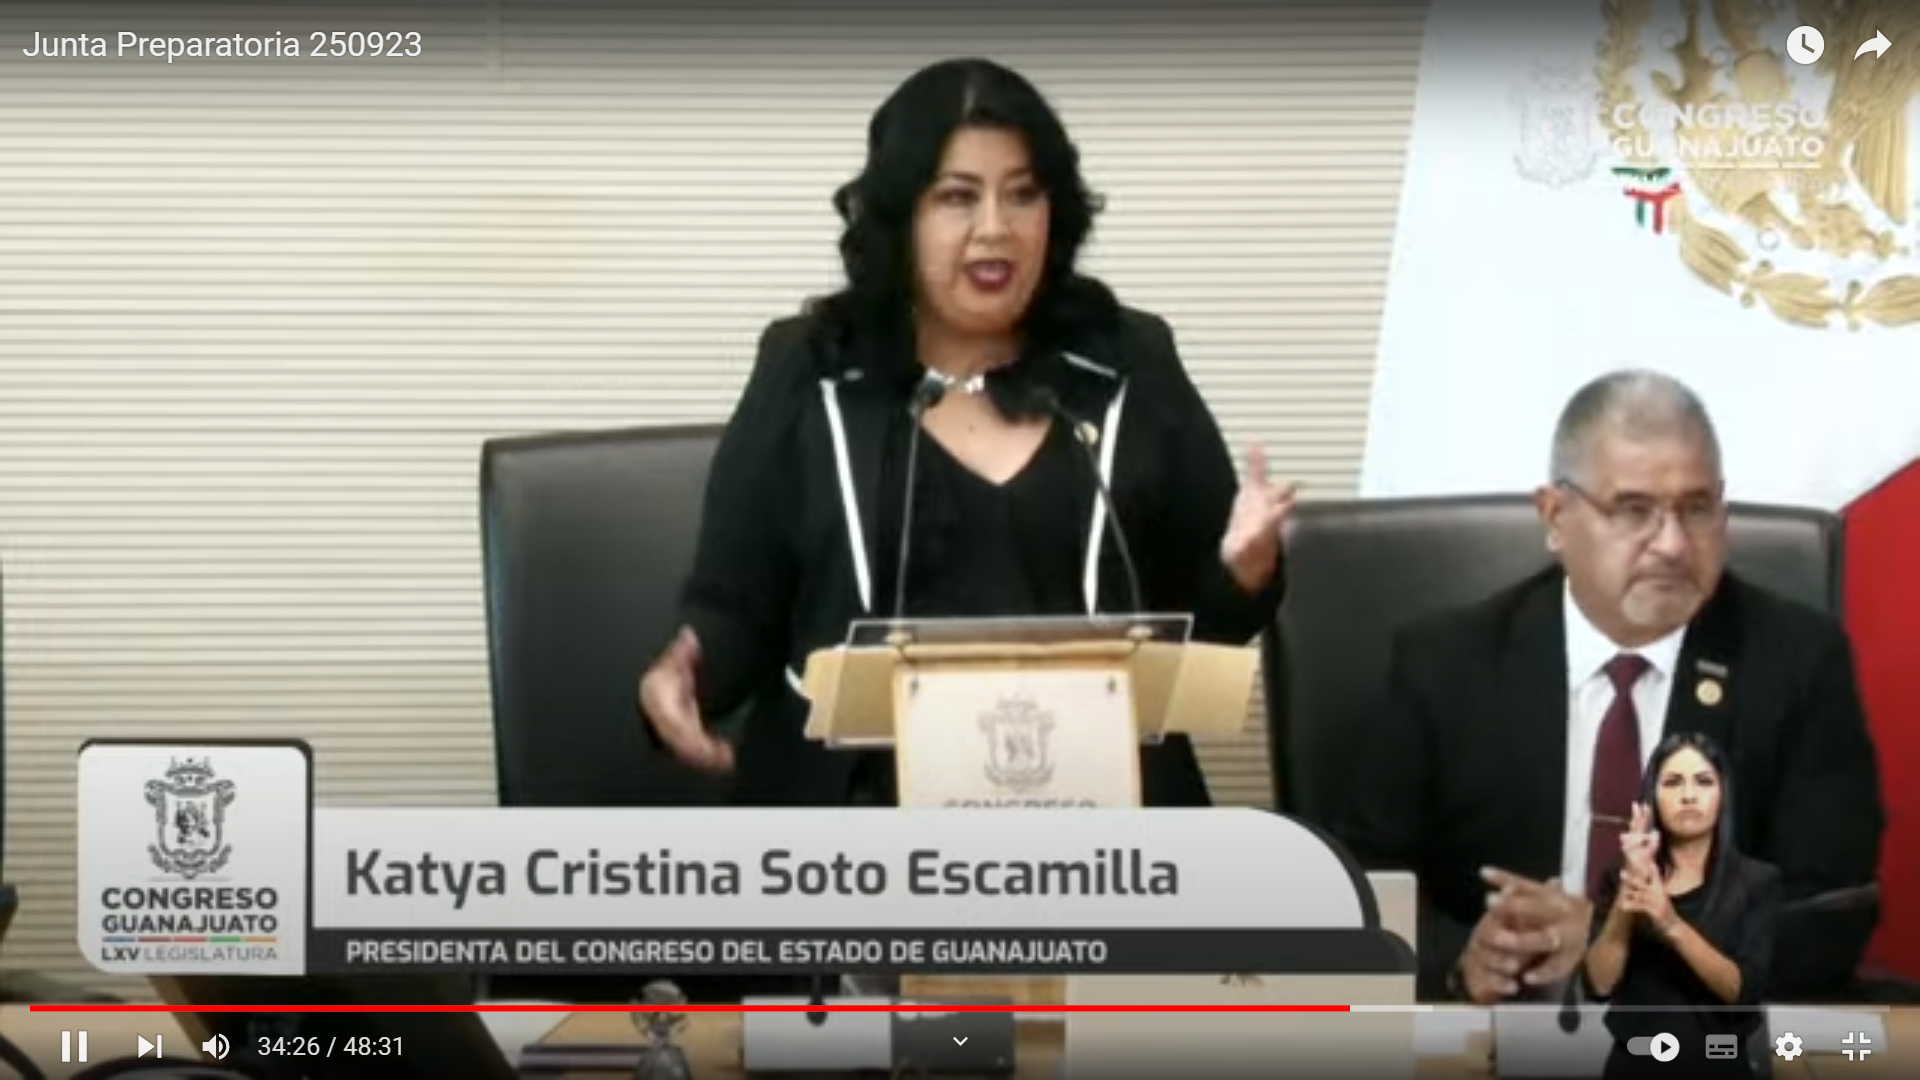 Junta Preparatoria 250923
CONGRESO
GUANAJUATO
CONGRESO
CONGRESO
GUANAJUATO
LXV LEGISLATURA
Katya Cristina Soto Escamilla
PRESIDENTA DEL CONGRESO DEL ESTADO DE GUANAJUATO
34:26 / 48:31